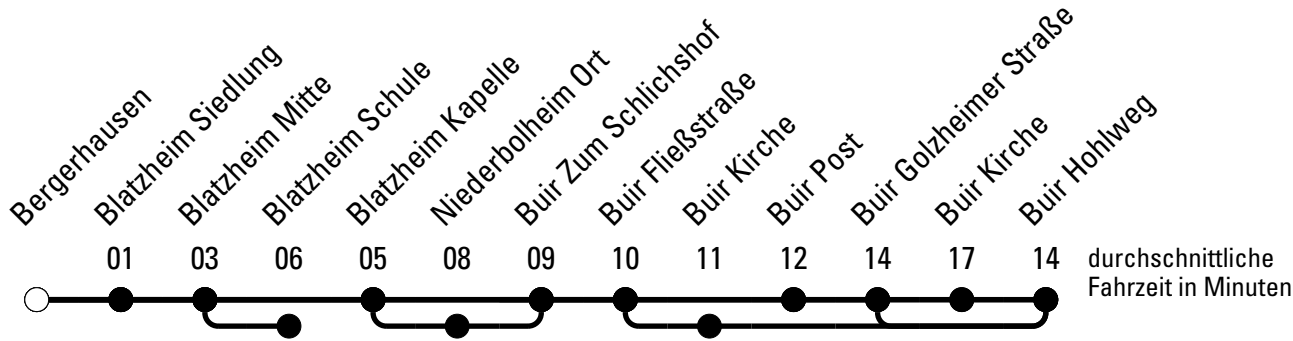 Bergerhausen
Blatzheim Siedlung
Blatzheim Mitte
Blatzheim Schule
Blatzheim Kapelle
Niederbolheim Ort
Buir Zum Schlichshof
Buir Fließstraße
Buir Kirche
Buir Post
Buir Golzheimer Straße
Buir Kirche
Buir Hohlweg
01 03 06 05 08 09 10 11 12 14 17 14
durchschnittliche
Fahrzeit in Minuten